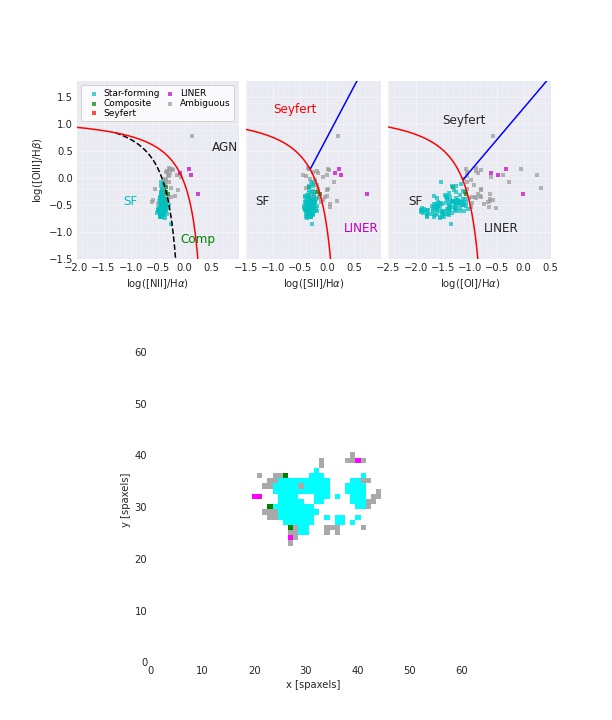 Star-forming LINER
Composite Ambiguous
Seyfert
AGN
SF
Comp
Seyfert
SF
LINER
Seyfert
SF
LINER
1.5
1.0
0.5
0.0
−0.5
−1.0
−1.5
log([OIII]/Hβ)
−2.0 −1.5 −1.0 −0.5 0.0 0.5
log([NII]/Hα)
−1.5 −1.0 −0.5 0.0 0.5
log([SII]/Hα)
−2.5 −2.0 −1.5 −1.0 −0.5 0.0 0.5
log([OI]/Hα)
60
50
40
30
20
10
0
y [spaxels]
0 10 20 30 40 50 60
x [spaxels]